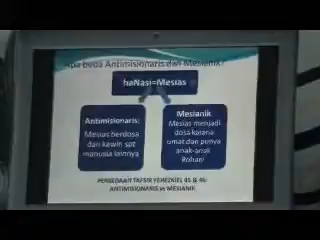 Apa beda Antimisionaris dan Mesianik?
haNasi=Mesias
Antimisionaris:
Mesias berdosa
dan kawin spt
manusia lainnya
Mesianik
Mesias menjadi
dosa karena
umat dan punya
anak-anak
Rohani
PERBEDAAN TAFSIR YEHEZKIEL 45 & 46:
ANTIMISIONARIS vs MESIANIK